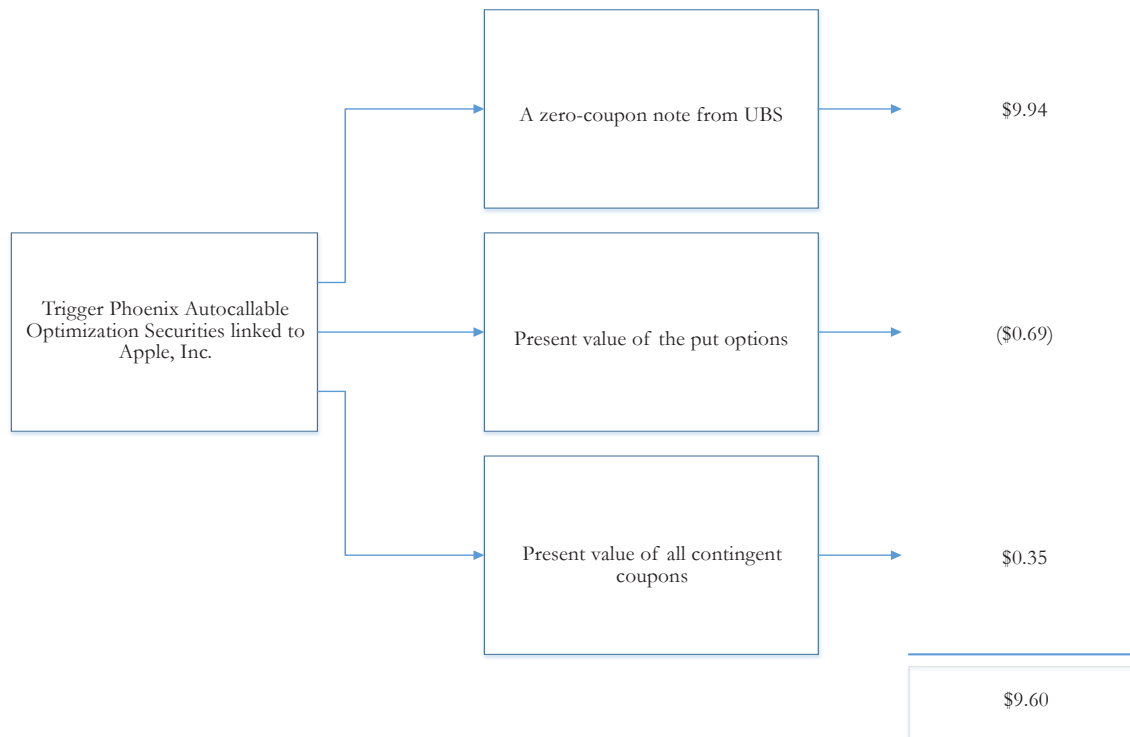 A zero-coupon note from UBS
$9.94
Trigger Phoenix Autocallable
Optimization Securities linked to
Apple, Inc.
Present value of the put options
($0.69)
Present value of all contingent
coupons
$0.35
$9.60